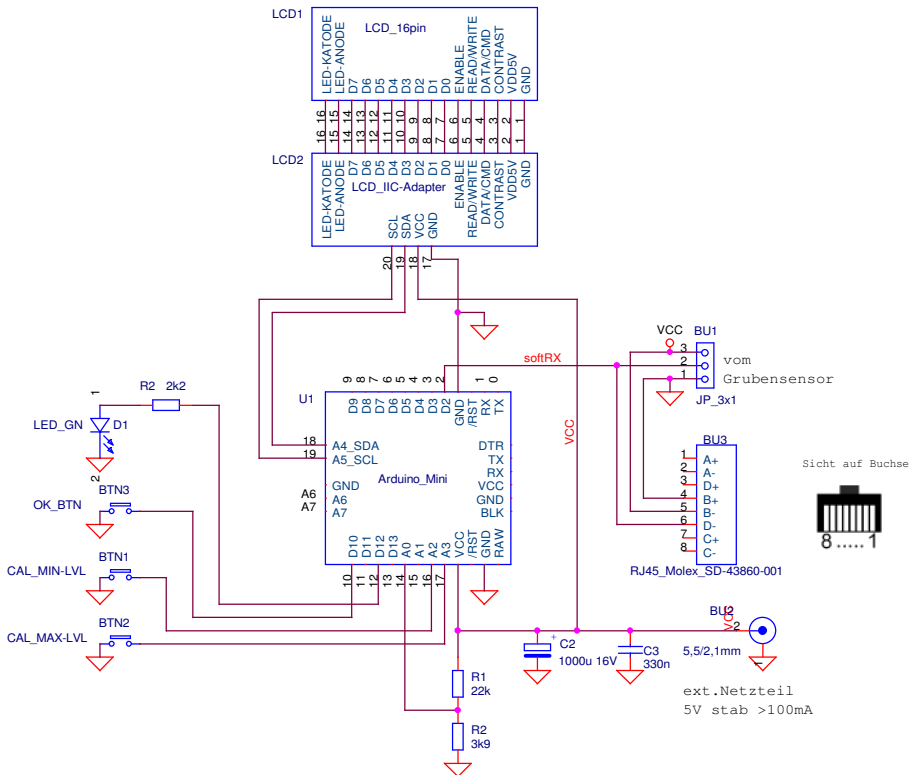 LCD1
LCD_16pin
LED-KATODE
LED-ANODE
D7
D6
D5
D4
D3
D2
D1
D0
ENABLE
READ/WRITE
DATA/CMD
CONTRAST
VDD5V
GND
16 15 14 13 12 11 10 9 8 7 6 5 4 3 2 1
16 15 14 13 12 11 10 9 8 7 6 5 4 3 2 1
LCD2
LED-KATODE
LED-ANODE
D7
D6
D5
D4
D3
D2
D1
D0
ENABLE
READ/WRITE
DATA/CMD
CONTRAST
VDD5V
GND
LCD_IIC-Adapter
SCL
SDA
VCC
GND
20 19 18 17
VCC
BU1
3
2
1
vom
Grubensensor
JP_3x1
softRX
VCC
R2 2k2
1
LED_GN
D1
2
U1
9 8 7 6 5 4 3 2 1 0
D9
D8
D7
D6
D5
D4
D3
D2
GND
/RST
RX
TX
18 A4_SDA
19 A5_SCL
GND
A6 A6
A7 A7
Arduino_Mini
DTR
TX
RX
VCC
GND
BLK
D10
D11
D12
D13
A0
A1
A2
A3
VCC
/RST
GND
RAW
10 11 12 13 14 15 16 17
BU3
1 A+
2 A-
3 D+
4 B+
5 B-
6 D-
7 C+
8 C-
RJ45_Molex_SD-43860-001
Sicht auf Buchse
8 ..... 1
OK_BTN
BTN3
CAL_MIN-LVL
BTN1
CAL_MAX-LVL
BTN2
C2
+
1000u 16V
C3
330n
VCC
BU2
2
1
5,5/2,1mm
ext.Netzteil
5V stab >100mA
R1
22k
R2
3k9